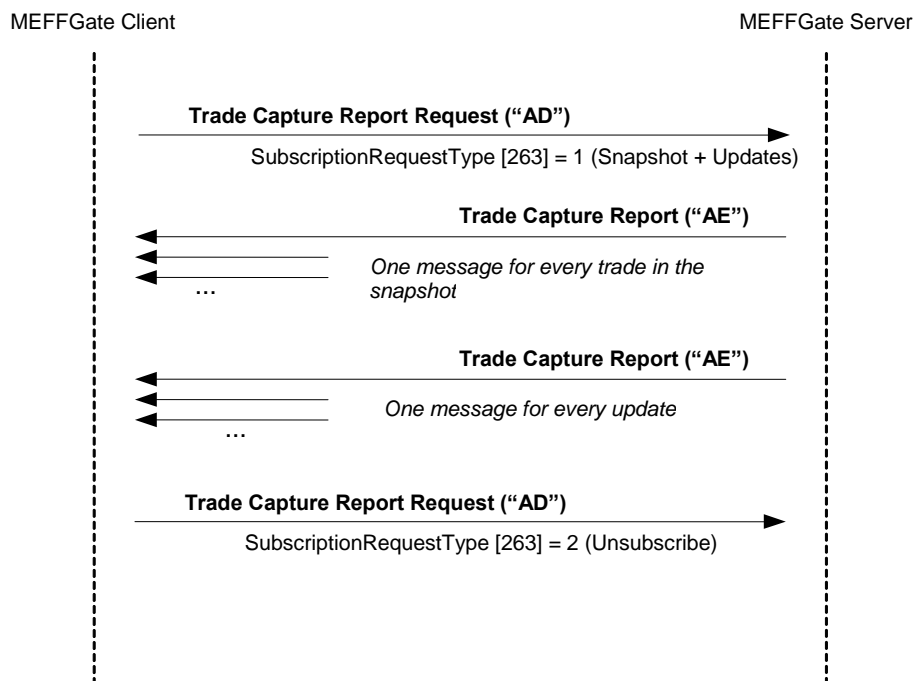 MEFFGate Client
MEFFGate Server
Trade Capture Report Request (“AD”)
SubscriptionRequestType [263] = 1 (Snapshot + Updates)
Trade Capture Report (“AE”)
One message for every trade in the
snapshot
...
Trade Capture Report (“AE”)
One message for every update
...
Trade Capture Report Request (“AD”)
SubscriptionRequestType [263] = 2 (Unsubscribe)